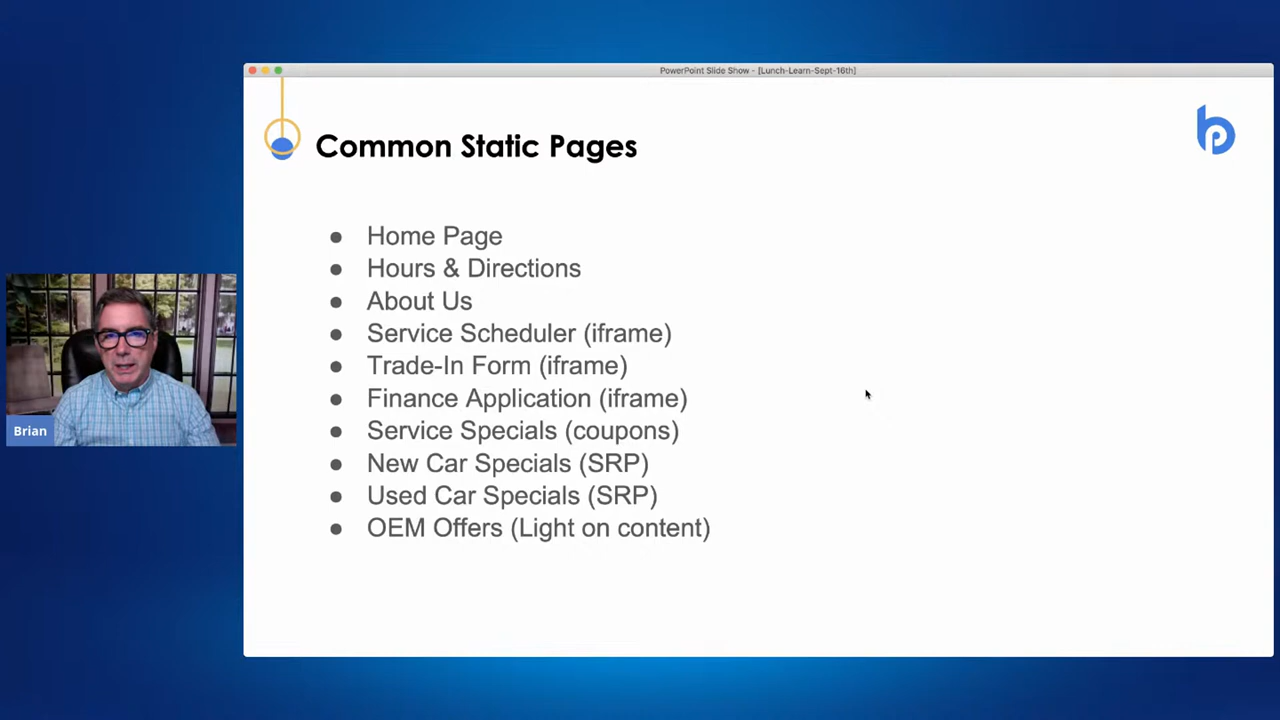 PowerPoint Slide Show - [Lunch-Learn-Sept-16th]
Common Static Pages
● Home Page
● Hours & Directions
● About Us
● Service Scheduler (iframe)
● Trade-In Form (iframe)
● Finance Application (iframe)
● Service Specials (coupons)
● New Car Specials (SRP)
● Used Car Specials (SRP)
● OEM Offers (Light on content)
Brian